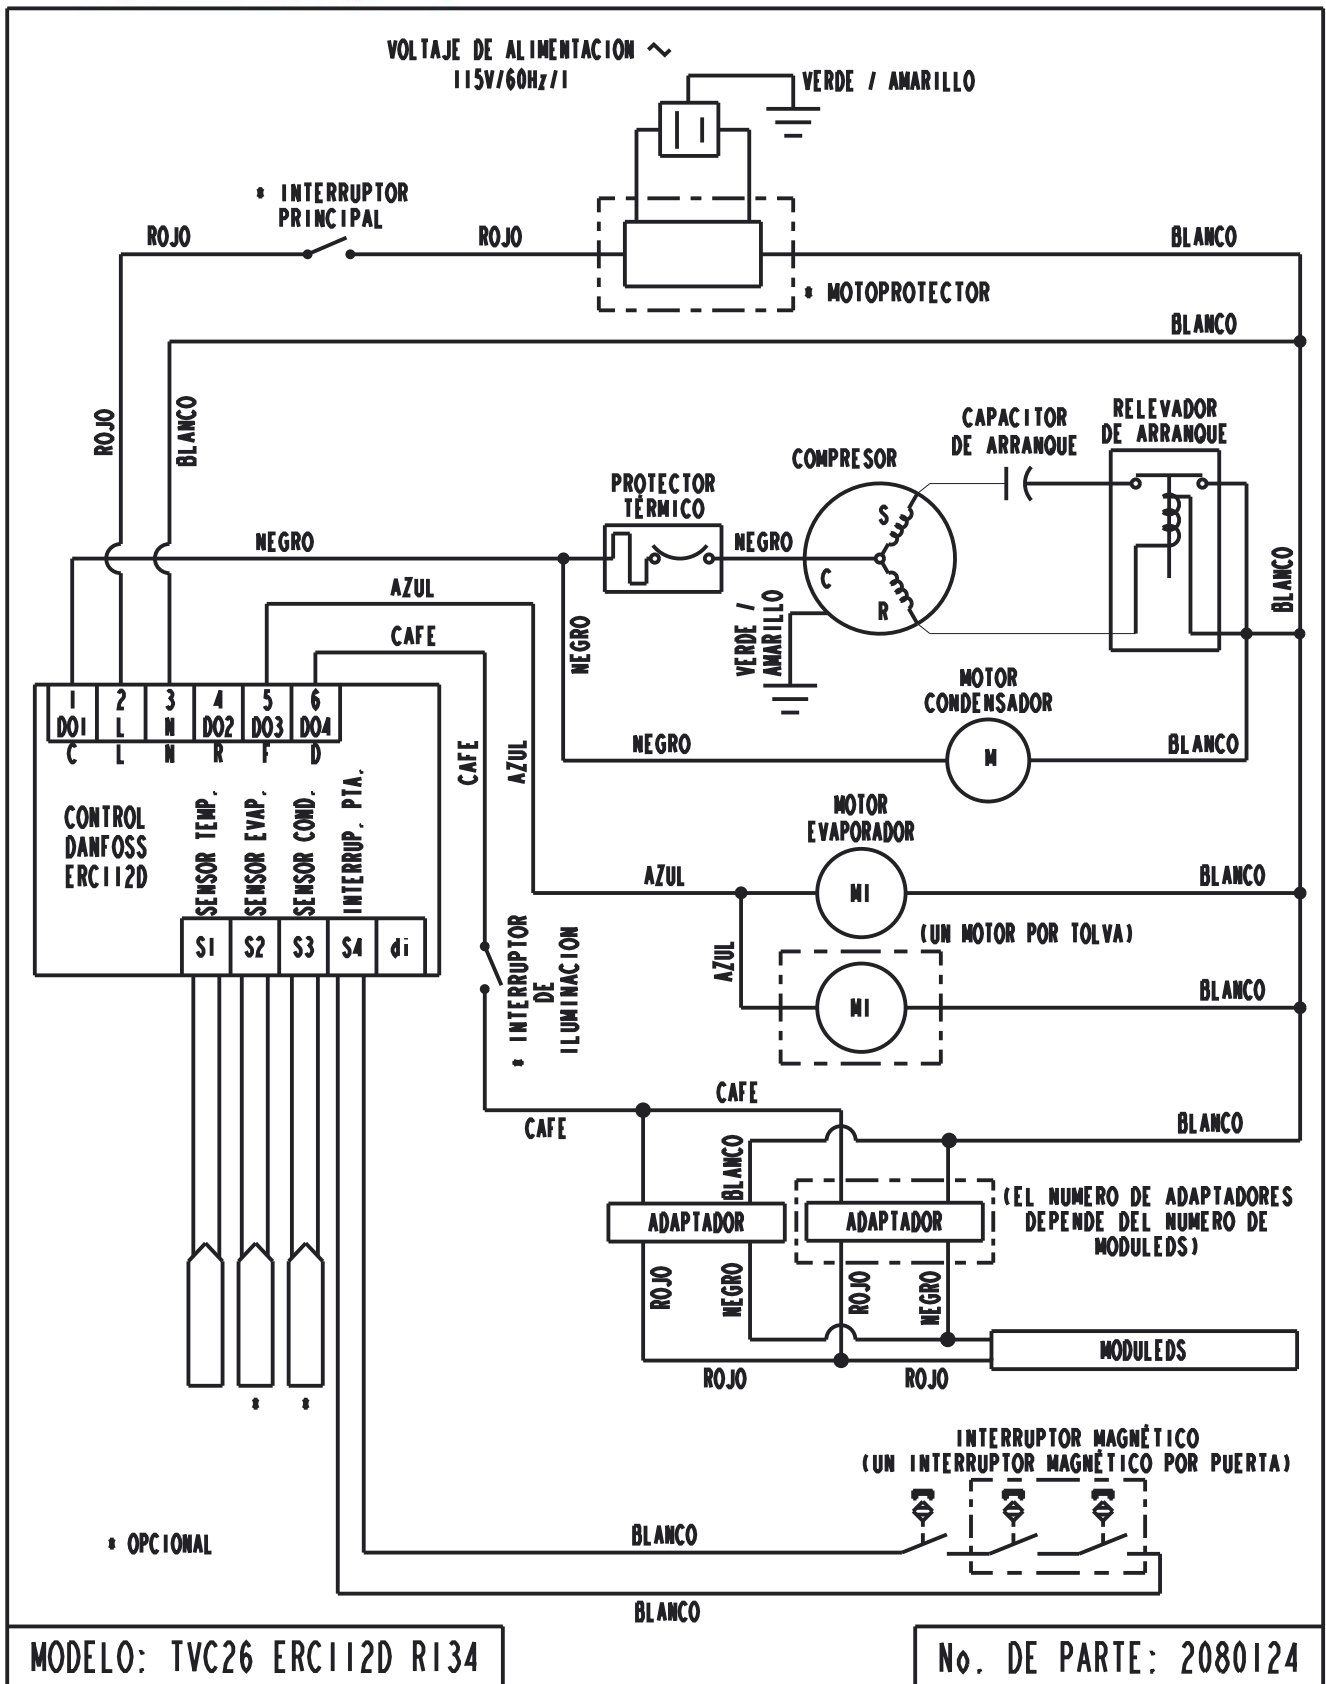 VOLTAJE DE ALIMENTACION ~
115V/60Hz/1
VERDE / AMARILLO
* INTERRUPTOR
PRINCIPAL
ROJO
ROJO
BLANCO
* MOTOPROTECTOR
BLANCO
ROJO
BLANCO
CAPACITOR
DE ARRANQUE
RELEVADOR
DE ARRANQUE
COMPRESOR
PROTECTOR
TÉRMICO
NEGRO
NEGRO
S
C
R
BLANCO
AZUL
CAFE
NEGRO
VERDE /
AMARILLO
MOTOR
CONDENSADOR
1 2 3 4 5 6
DO1 L N DO2 DO3 DO4
C L N R F D
NEGRO
M
BLANCO
CAFE
AZUL
CONTROL
DANFOSS
ERC112D
SENSOR TEMP.
SENSOR EVAP.
SENSOR COND.
INTERRUP. PTA.
MOTOR
EVAPORADOR
AZUL
M1
BLANCO
S1 S2 S3 S4 di
* INTERRUPTOR
DE
ILUMINACION
(UN MOTOR POR TOLVA)
AZUL
M1
BLANCO
CAFE
CAFE
BLANCO
BLANCO
ADAPTADOR
ADAPTADOR
(EL NUMERO DE ADAPTADORES
DEPENDE DEL NUMERO DE
MODULEDS)
ROJO
NEGRO
ROJO
NEGRO
MODULEDS
ROJO
ROJO
*
*
INTERRUPTOR MAGNÉTICO
(UN INTERRUPTOR MAGNÉTICO POR PUERTA)
* OPCIONAL
BLANCO
BLANCO
MODELO: TVC26 ERC112D R134
No. DE PARTE: 2080124